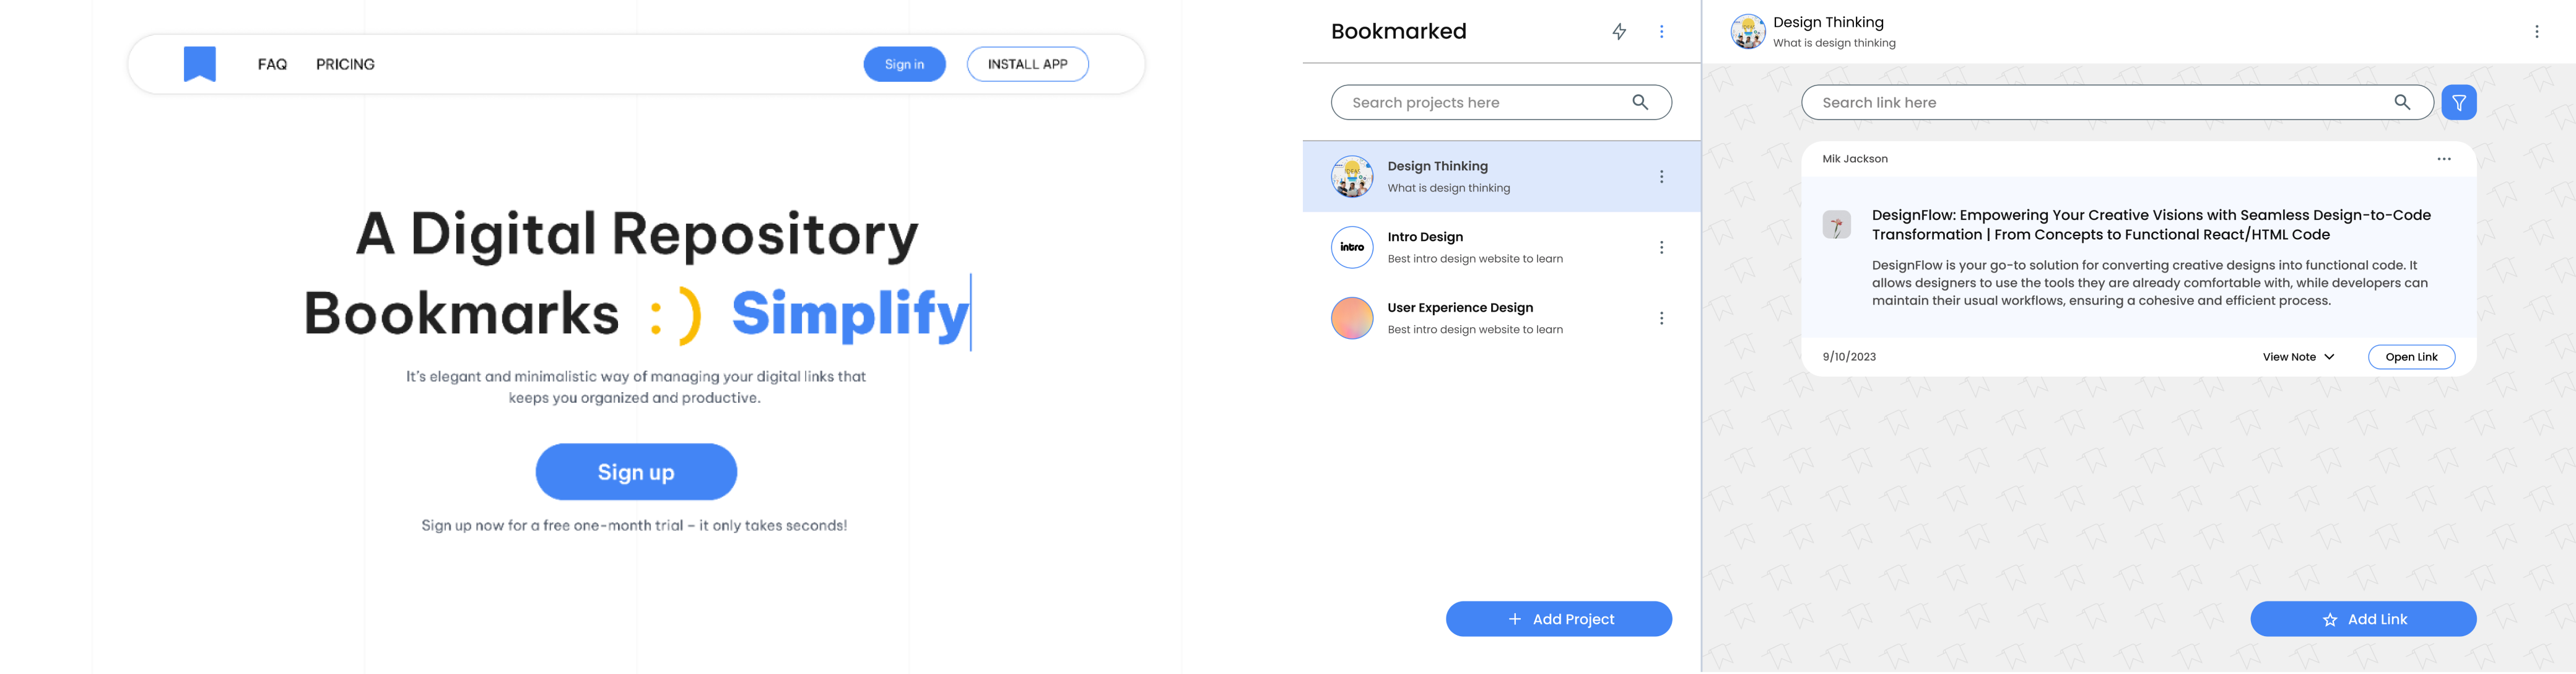 FAQ
PRICING
Sign in
INSTALL APP
A Digital Repository
Bookmarks :) Simplify
It's elegant and minimalistic way of managing your digital links that
keeps you organized and productive.
Sign up
Sign up now for a free one-month trial – it only takes seconds!
Bookmarked
Search projects here
Design Thinking
What is design thinking
intro
Intro Design
Best intro design website to learn
User Experience Design
Best intro design website to learn
+ Add Project
Design Thinking
What is design thinking
Search link here
Mik Jackson
DesignFlow: Empowering Your Creative Visions with Seamless Design-to-Code
Transformation | From Concepts to Functional React/HTML Code
DesignFlow is your go-to solution for converting creative designs into functional code. It
allows designers to use the tools they are already comfortable with, while developers can
maintain their usual workflows, ensuring a cohesive and efficient process.
9/10/2023
View Note
Open Link
Add Link